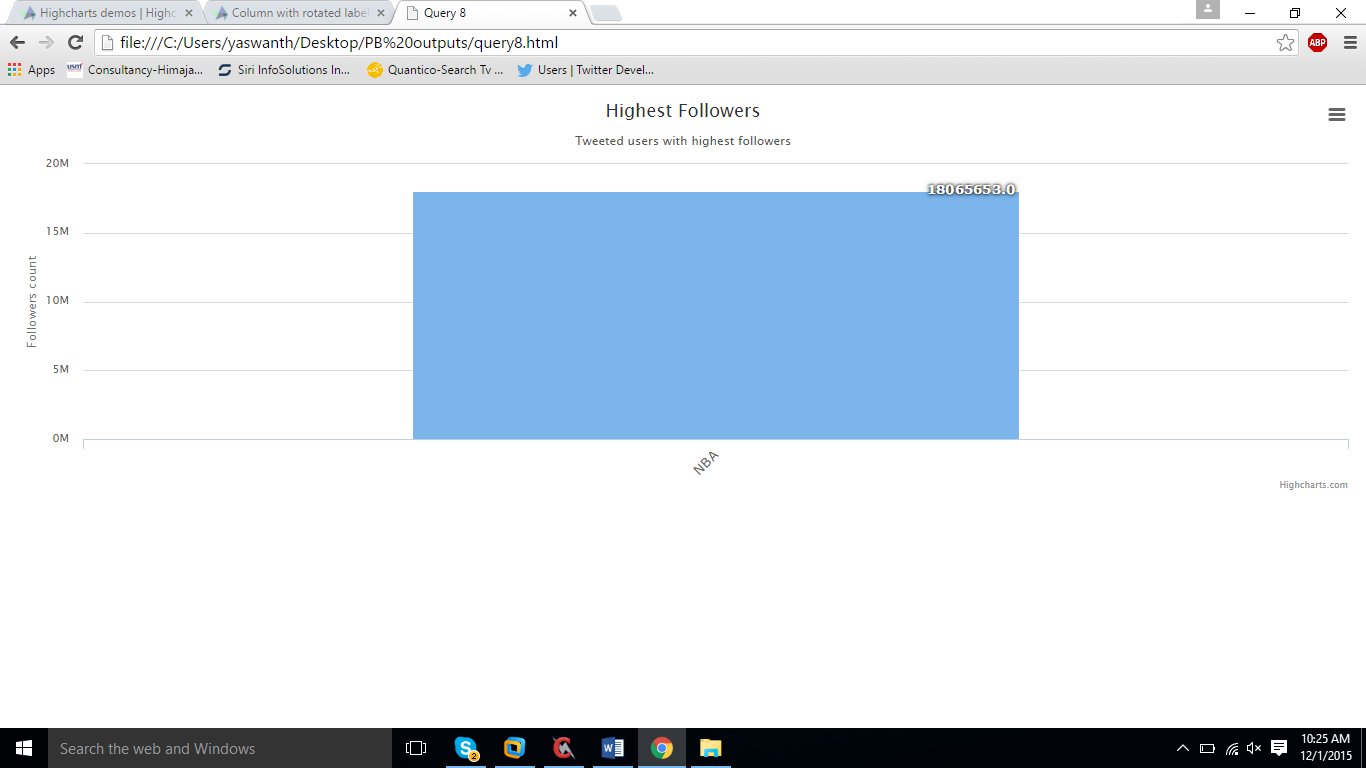 Highcharts demos | Highc
Column with rotated label
Query 8
file:///C:/Users/yaswanth/Desktop/PB%20outputs/query8.html
ABP
Apps
usnf
Consultancy-Himaja...
Siri InfoSolutions In...
Quantico-Search Tv ...
Users | Twitter Devel...
Highest Followers
Tweeted users with highest followers
Followers count
20M
15M
10M
5M
0M
18065653.0
NBA
Highcharts.com
Search the web and Windows
2
10:25 AM
12/1/2015